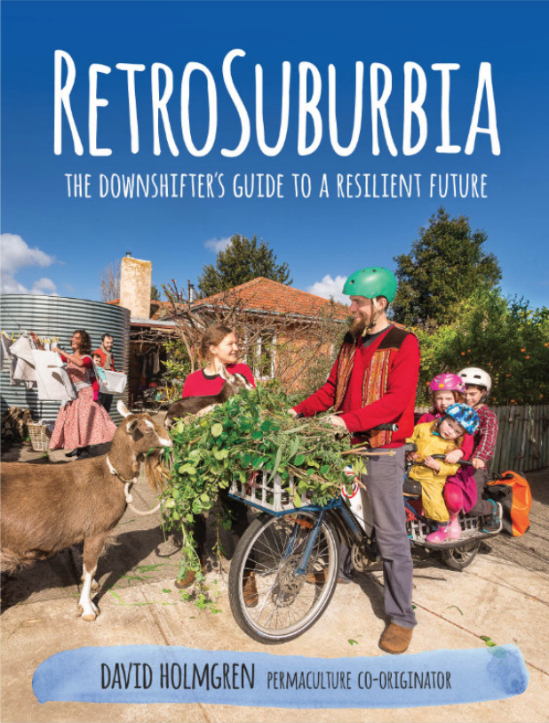 RETROSUBURBIA
THE DOWNSHIFTER'S GUIDE TO A RESILIENT FUTURE
DAVID HOLMGREN PERMACULTURE CO-ORIGINATOR